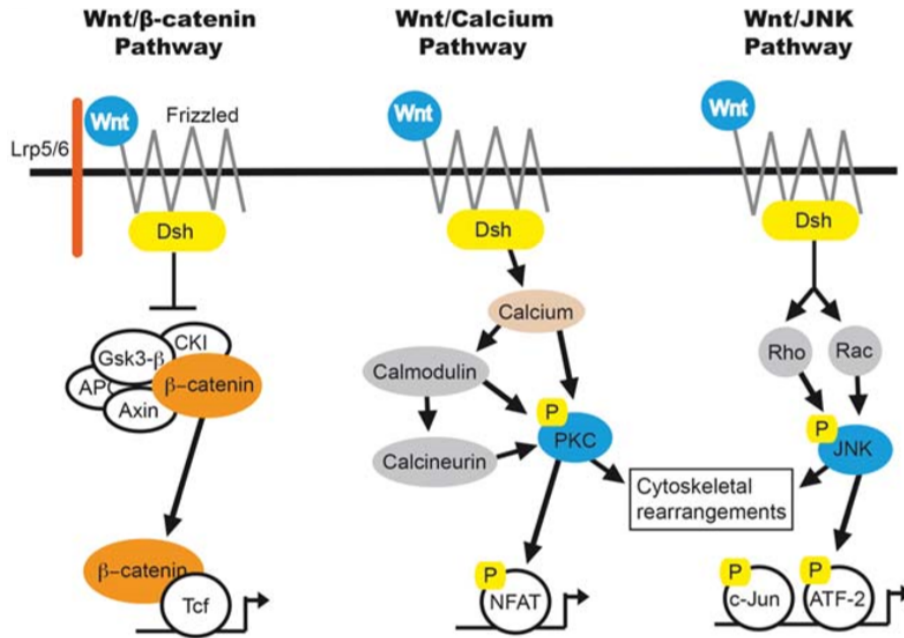 Wnt/β-catenin
Pathway
Wnt/Calcium
Pathway
Wnt/JNK
Pathway
Lrp5/6
Wnt
Frizzled
Dsh
Gsk3-β
CKI
APC
β-catenin
Axin
β-catenin
Tcf
Wnt
Dsh
Calcium
Calmodulin
Calcineurin
P
PKC
P
NFAT
Cytoskeletal
rearrangements
Wnt
Dsh
Rho
Rac
P
JNK
P
c-Jun
P
ATF-2